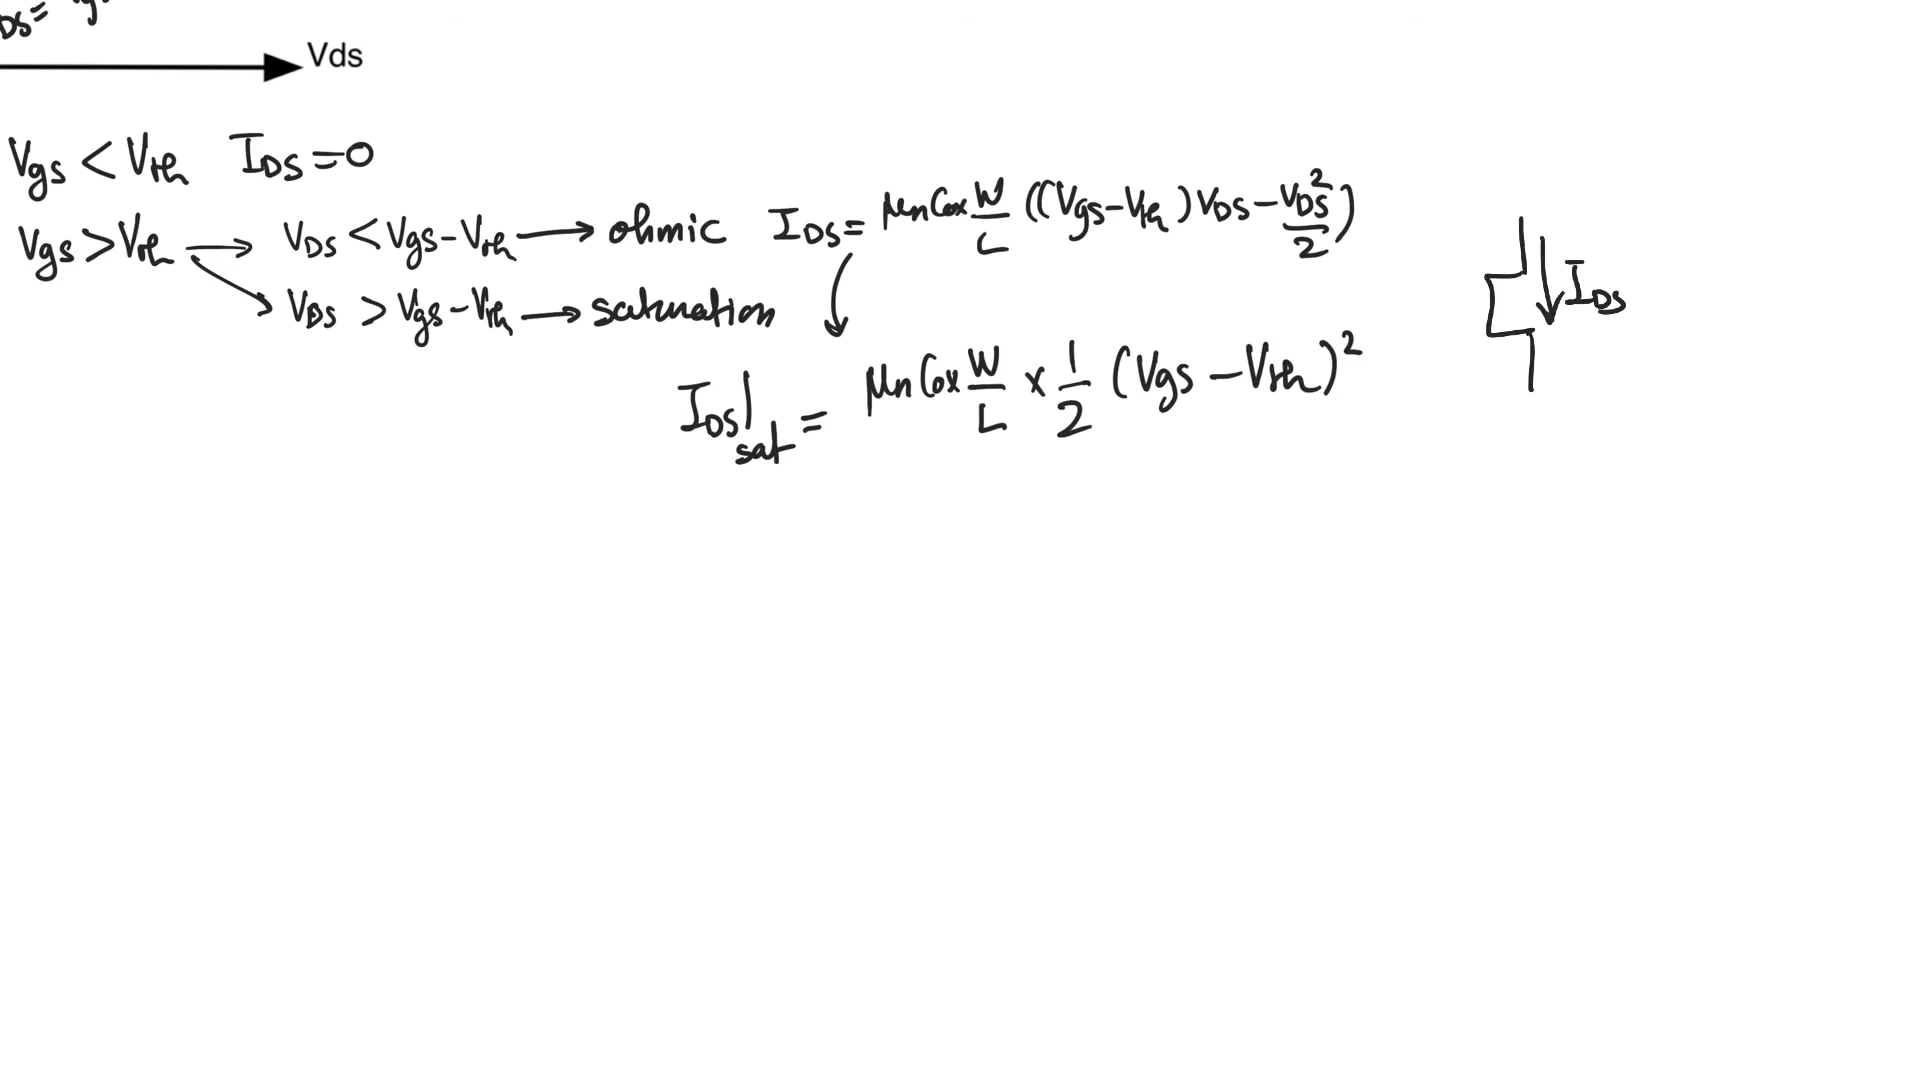 DS=
Vds
Vgs < Vth IDS = 0
Vgs > Vth → VDS < Vgs - Vth → ohmic IDS = μnCox W/L ((Vgs - Vth) VDS - VDS²/2)
VDS > Vgs - Vth → saturation
IDS|sat = μnCox W/L x 1/2 (Vgs - Vth)²
IDS